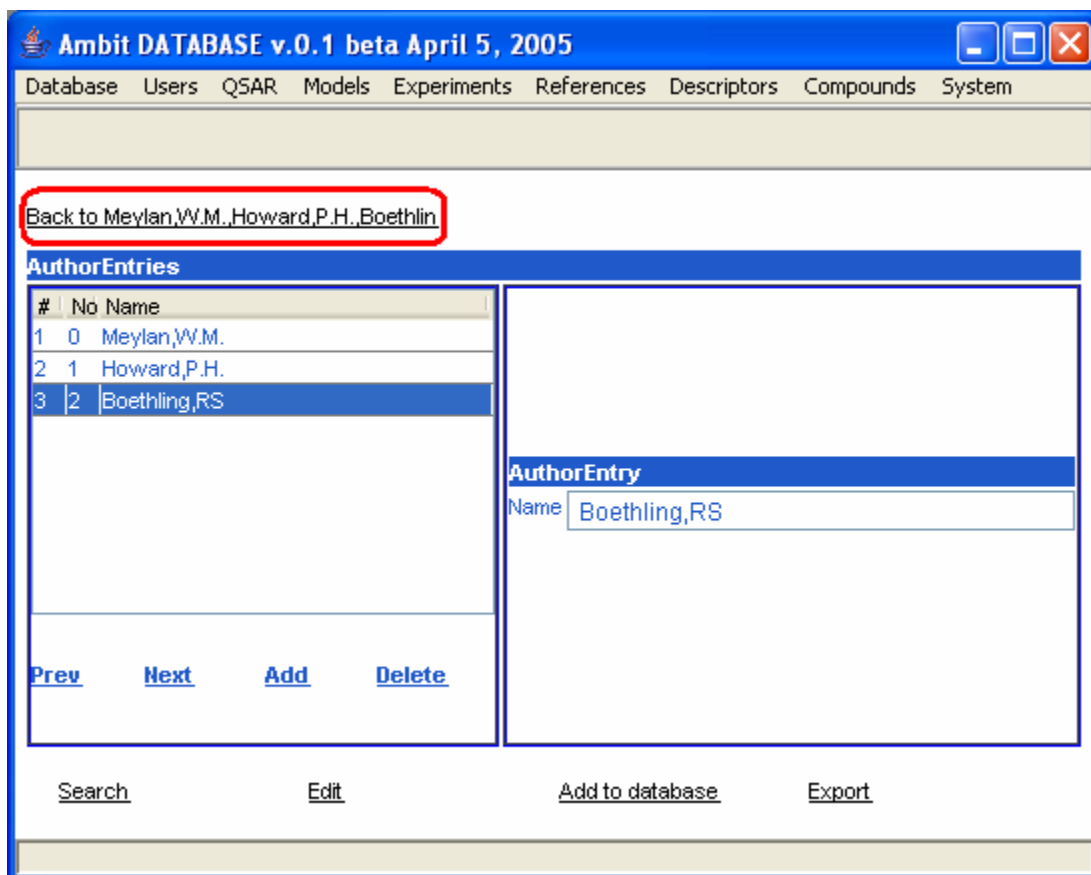 Ambit DATABASE v.0.1 beta April 5, 2005
Database Users QSAR Models Experiments References Descriptors Compounds System
Back to Meylan,W.M.,Howard,P.H.,Boethlin
AuthorEntries
# No Name
1 0 Meylan,W.M.
2 1 Howard,P.H.
3 2 Boethling,RS
AuthorEntry
Name Boethling,RS
Prev Next Add Delete
Search Edit Add to database Export